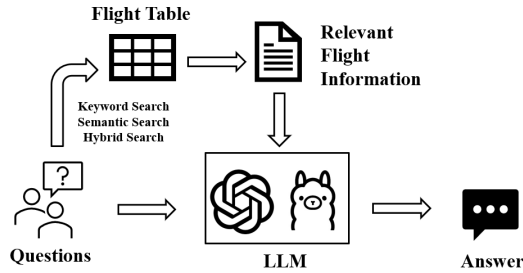 Flight Table
Relevant
Flight
Information
Keyword Search
Semantic Search
Hybrid Search
?
Questions
LLM
Answer